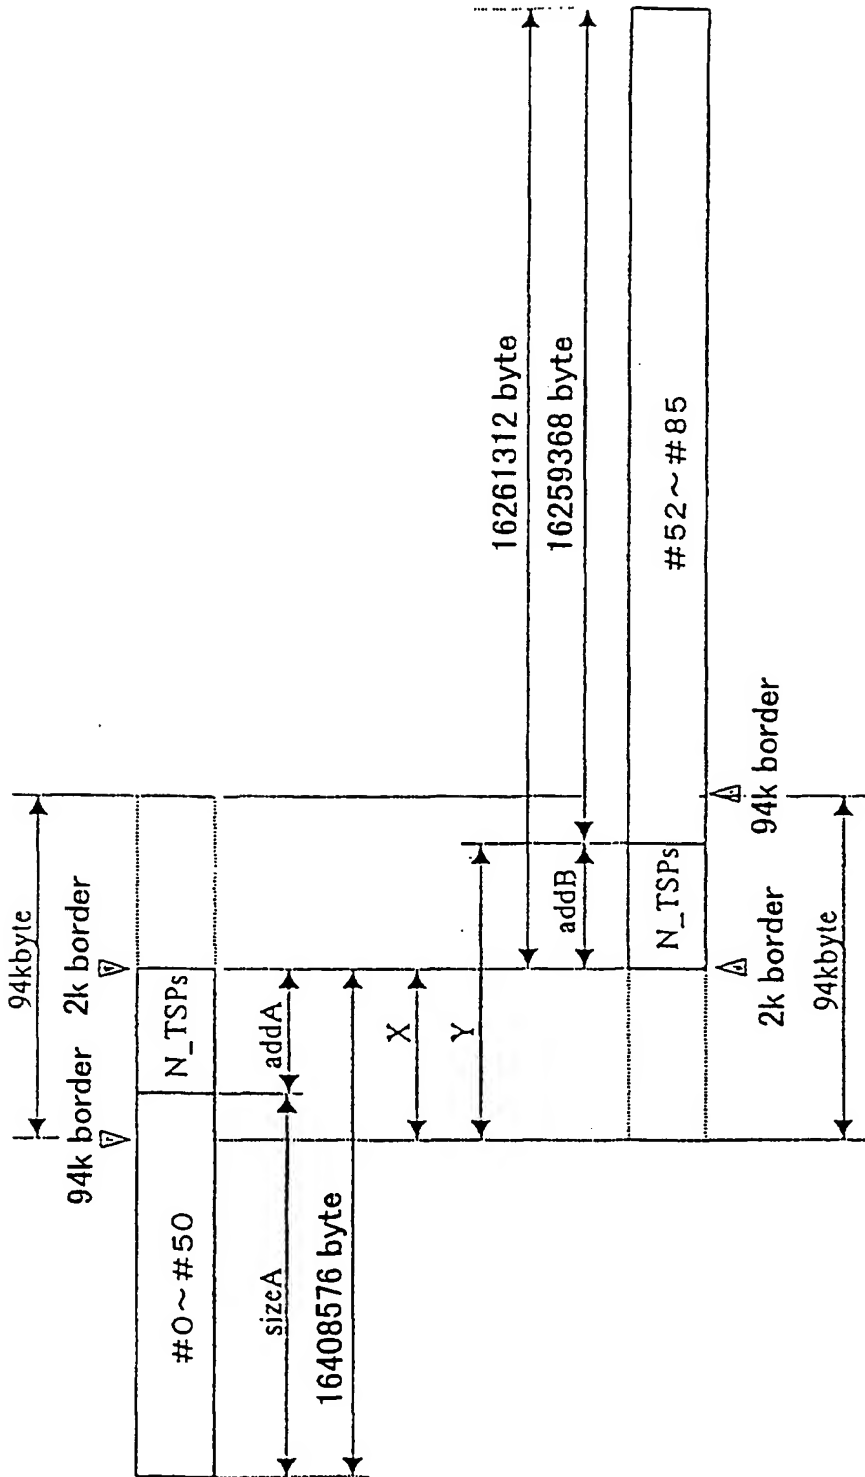 94kbyte
94k border
2k border
#0~#50
N_TSPs
sizeA
addA
16408576 byte
X
Y
16261312 byte
addB
16259368 byte
N_TSPs
#52~#85
2k border
94k border
94kbyte